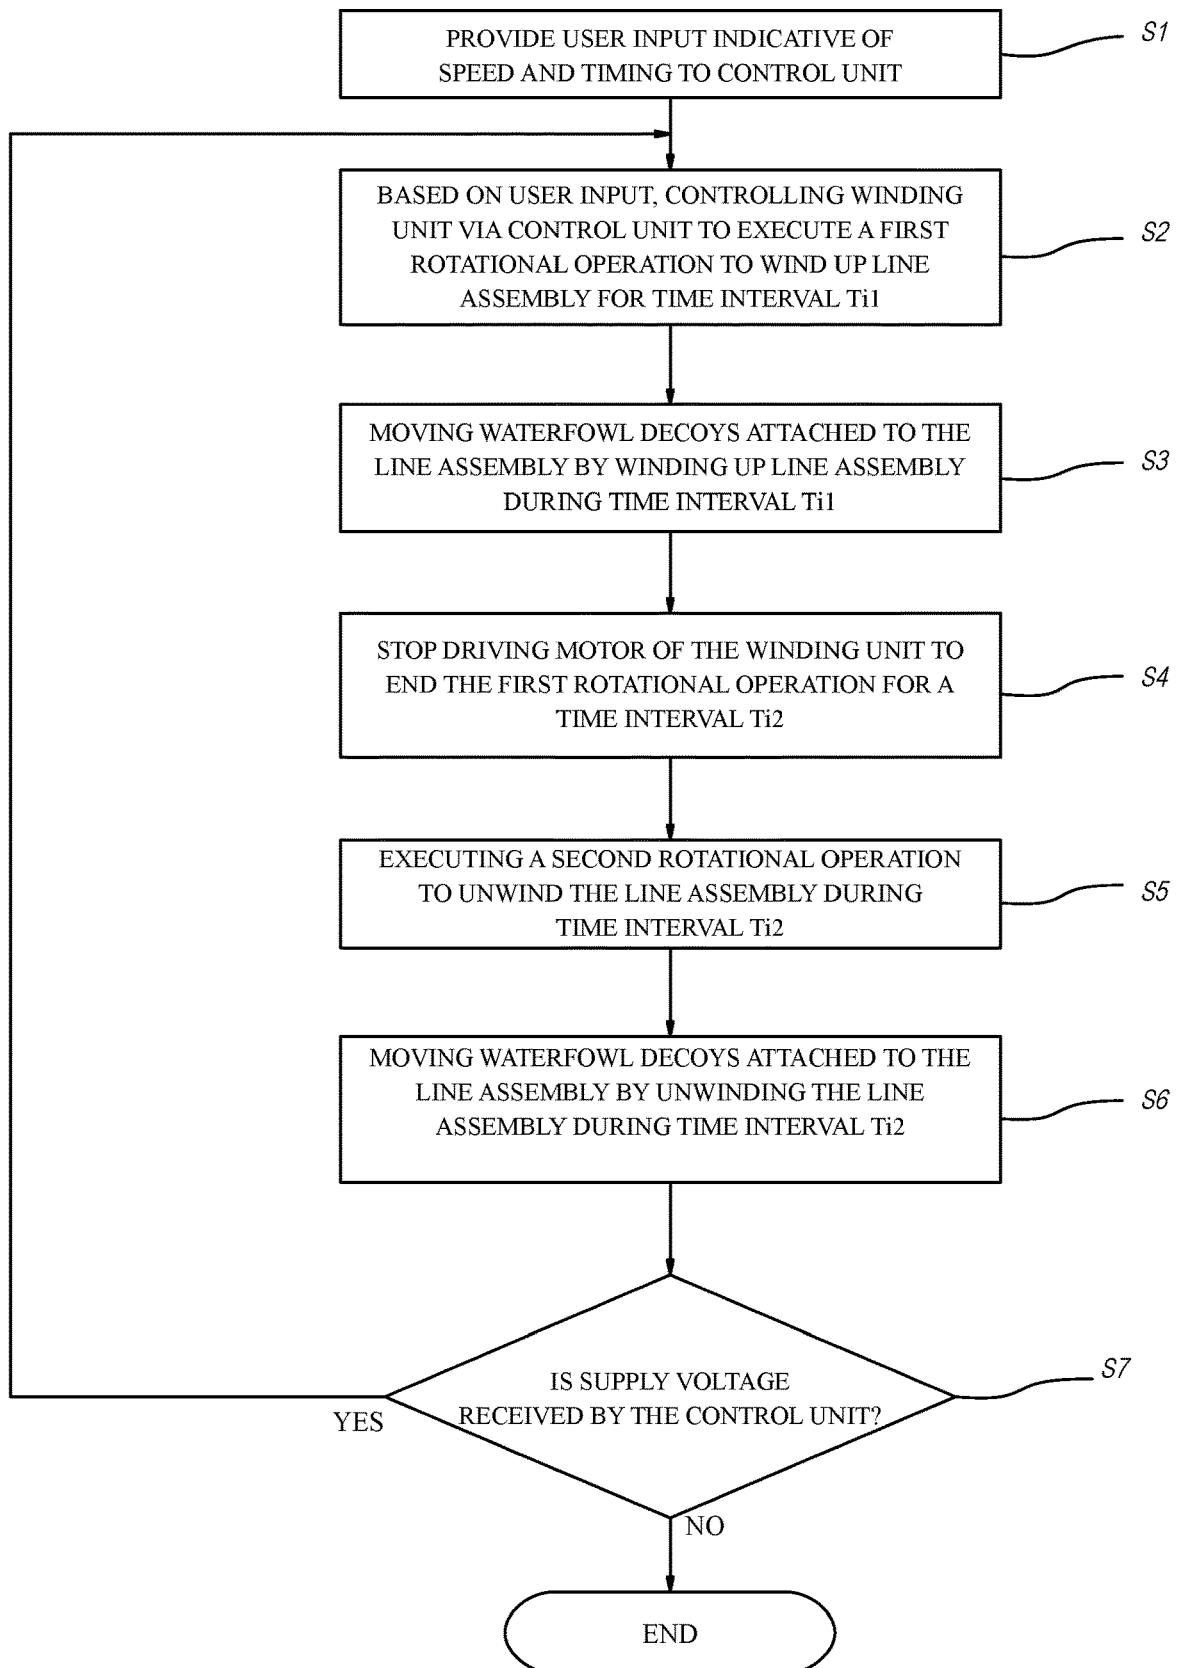 PROVIDE USER INPUT INDICATIVE OF
SPEED AND TIMING TO CONTROL UNIT
S1
BASED ON USER INPUT, CONTROLLING WINDING
UNIT VIA CONTROL UNIT TO EXECUTE A FIRST
ROTATIONAL OPERATION TO WIND UP LINE
ASSEMBLY FOR TIME INTERVAL Ti1
S2
MOVING WATERFOWL DECOYS ATTACHED TO THE
LINE ASSEMBLY BY WINDING UP LINE ASSEMBLY
DURING TIME INTERVAL Ti1
S3
STOP DRIVING MOTOR OF THE WINDING UNIT TO
END THE FIRST ROTATIONAL OPERATION FOR A
TIME INTERVAL Ti2
S4
EXECUTING A SECOND ROTATIONAL OPERATION
TO UNWIND THE LINE ASSEMBLY DURING
TIME INTERVAL Ti2
S5
MOVING WATERFOWL DECOYS ATTACHED TO THE
LINE ASSEMBLY BY UNWINDING THE LINE
ASSEMBLY DURING TIME INTERVAL Ti2
S6
IS SUPPLY VOLTAGE
RECEIVED BY THE CONTROL UNIT?
S7
YES
NO
END